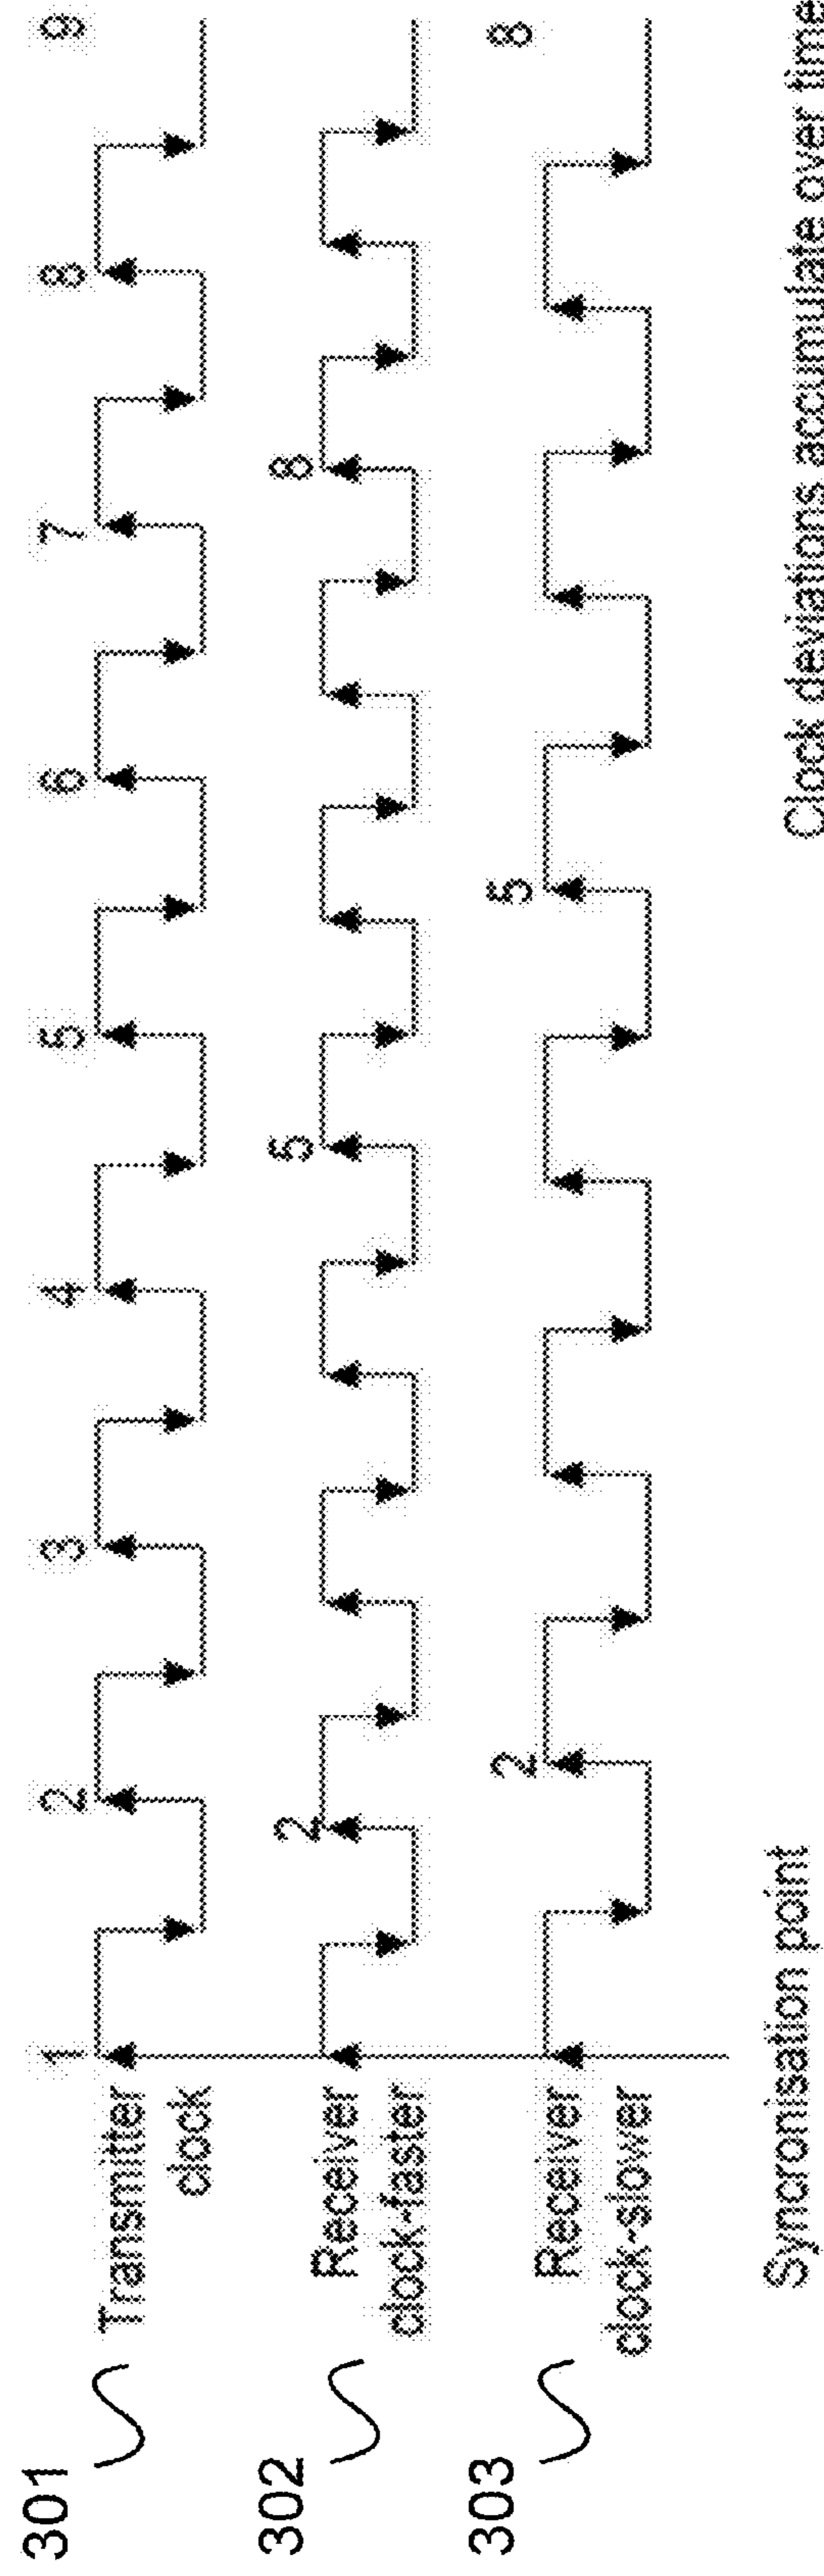 1 2 3 4 5 6 7 8 9
301 Transmitter
clock
2 5 8
302 Receiver
clock-faster
2 5 8
303 Receiver
clock-slower
Syncronisation point
Clock deviations accumulate over time